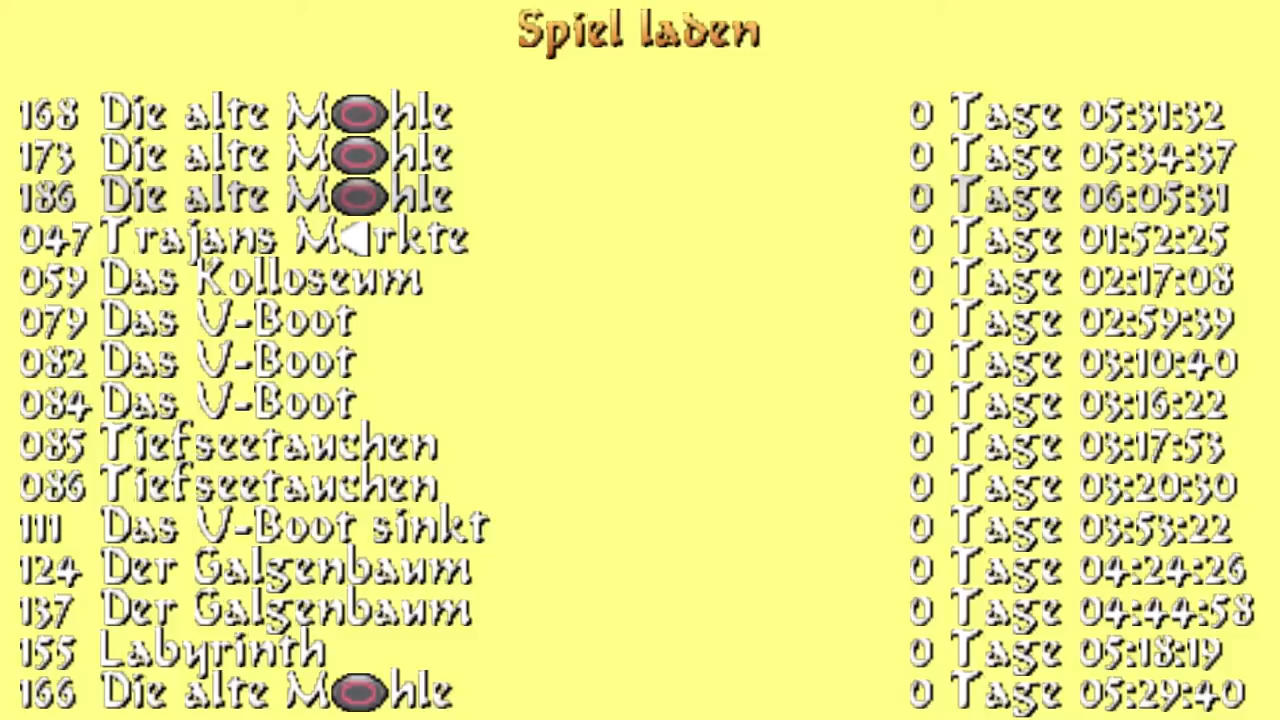 Spiel laden
168 Die alte M hle 0 Tage 05:31:32
173 Die alte M hle 0 Tage 05:34:37
186 Die alte M hle 0 Tage 06:05:31
047 Trajans M rkte 0 Tage 01:52:25
059 Das Kolloseum 0 Tage 02:17:08
079 Das U-Boot 0 Tage 02:59:39
082 Das U-Boot 0 Tage 03:10:40
084 Das U-Boot 0 Tage 03:16:22
085 Tiefseetauchen 0 Tage 03:17:53
086 Tiefseetauchen 0 Tage 03:20:30
111 Das U-Boot sinkt 0 Tage 03:53:22
124 Der Galgenbaum 0 Tage 04:24:26
137 Der Galgenbaum 0 Tage 04:44:58
155 Labyrinth 0 Tage 05:18:19
166 Die alte M hle 0 Tage 05:29:40